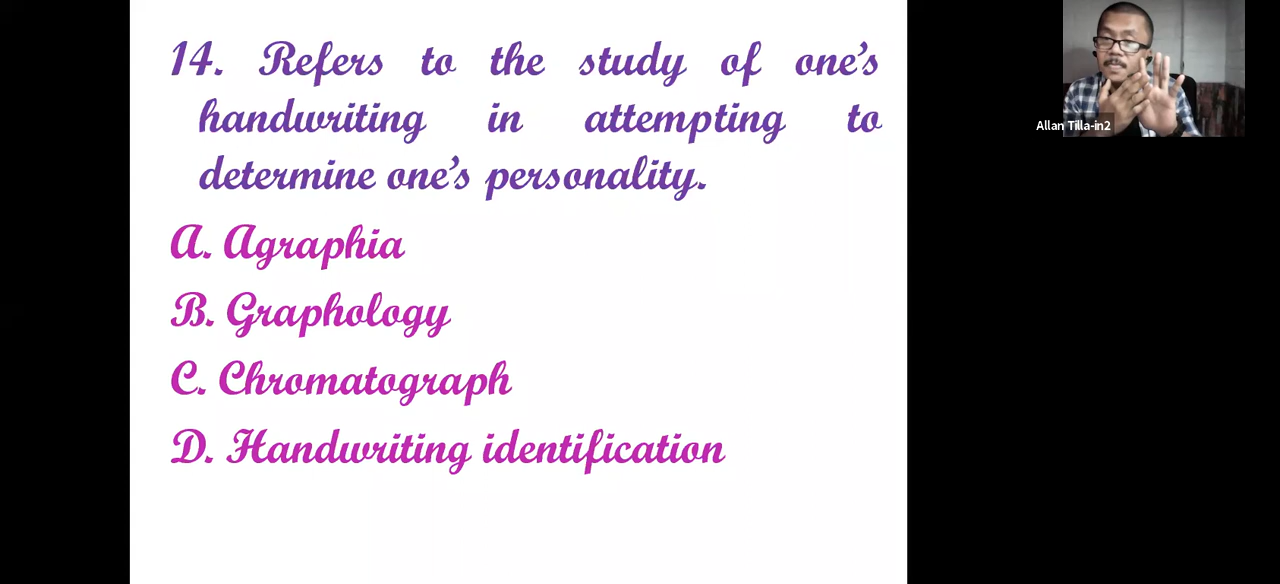 14. Refers to the study of one's
handwriting in attempting to
determine one's personality.
A. Agraphia
B. Graphology
C. Chromatograph
D. Handwriting identification
Allan Tilla-in2